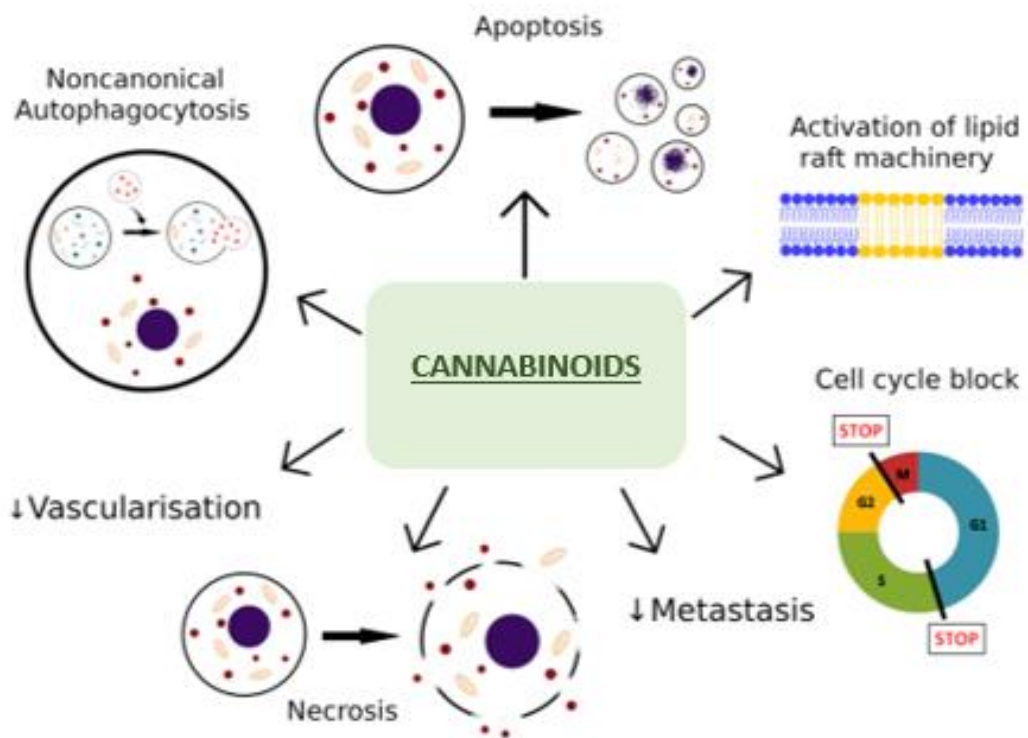 Apoptosis
Noncanonical
Autophagocytosis
Activation of lipid
raft machinery
CANNABINOIDS
Cell cycle block
STOP
M
G2
G1
S
STOP
↓Vascularisation
↓Metastasis
Necrosis